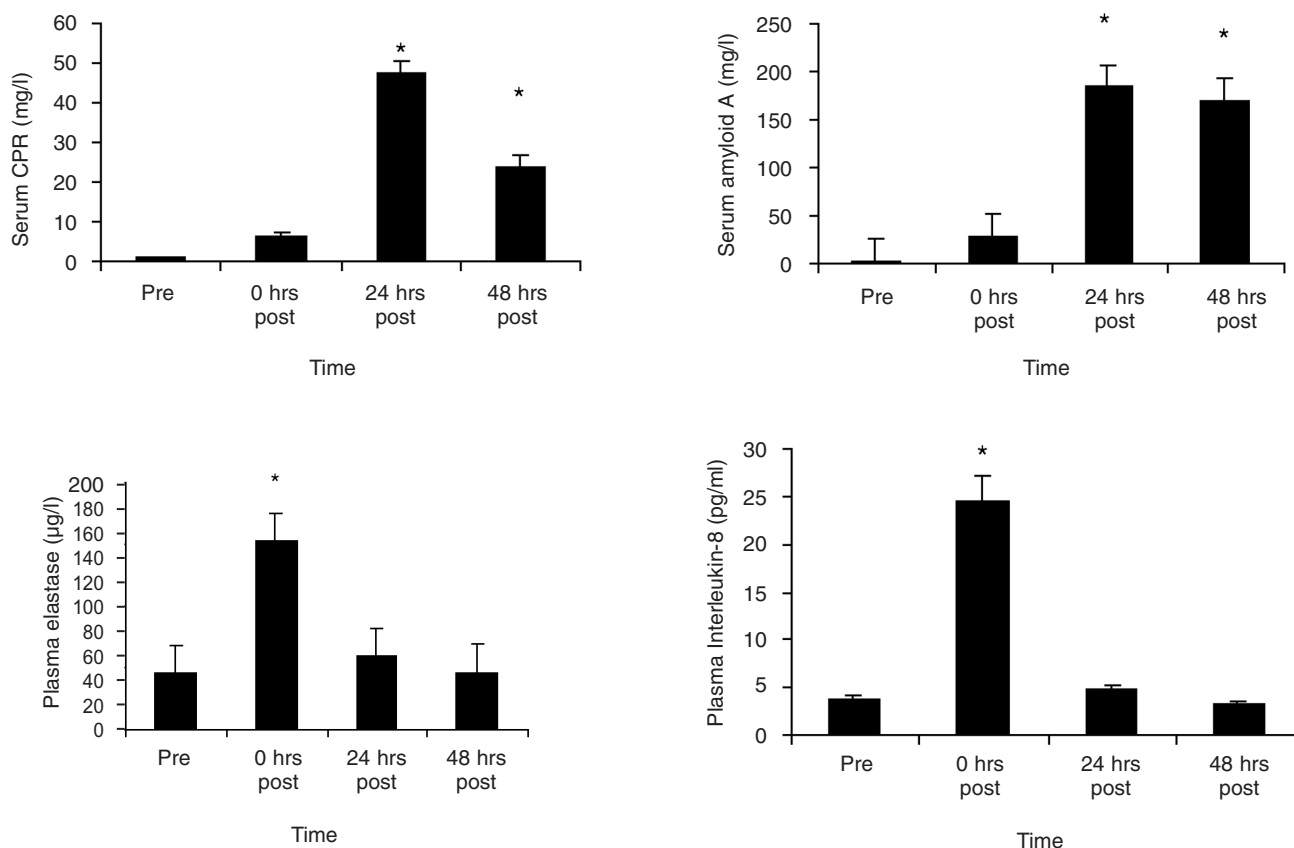 Serum CPR (mg/l)
60
50
40
30
20
10
0
*
*
Pre
0 hrs
post
24 hrs
post
48 hrs
post
Time
Serum amyloid A (mg/l)
250
200
150
100
50
0
*
*
Pre
0 hrs
post
24 hrs
post
48 hrs
post
Time
Plasma elastase (μg/l)
200
180
160
140
120
100
80
60
40
20
0
*
Pre
0 hrs
post
24 hrs
post
48 hrs
post
Time
Plasma Interleukin-8 (pg/ml)
30
25
20
15
10
5
0
*
Pre
0 hrs
post
24 hrs
post
48 hrs
post
Time